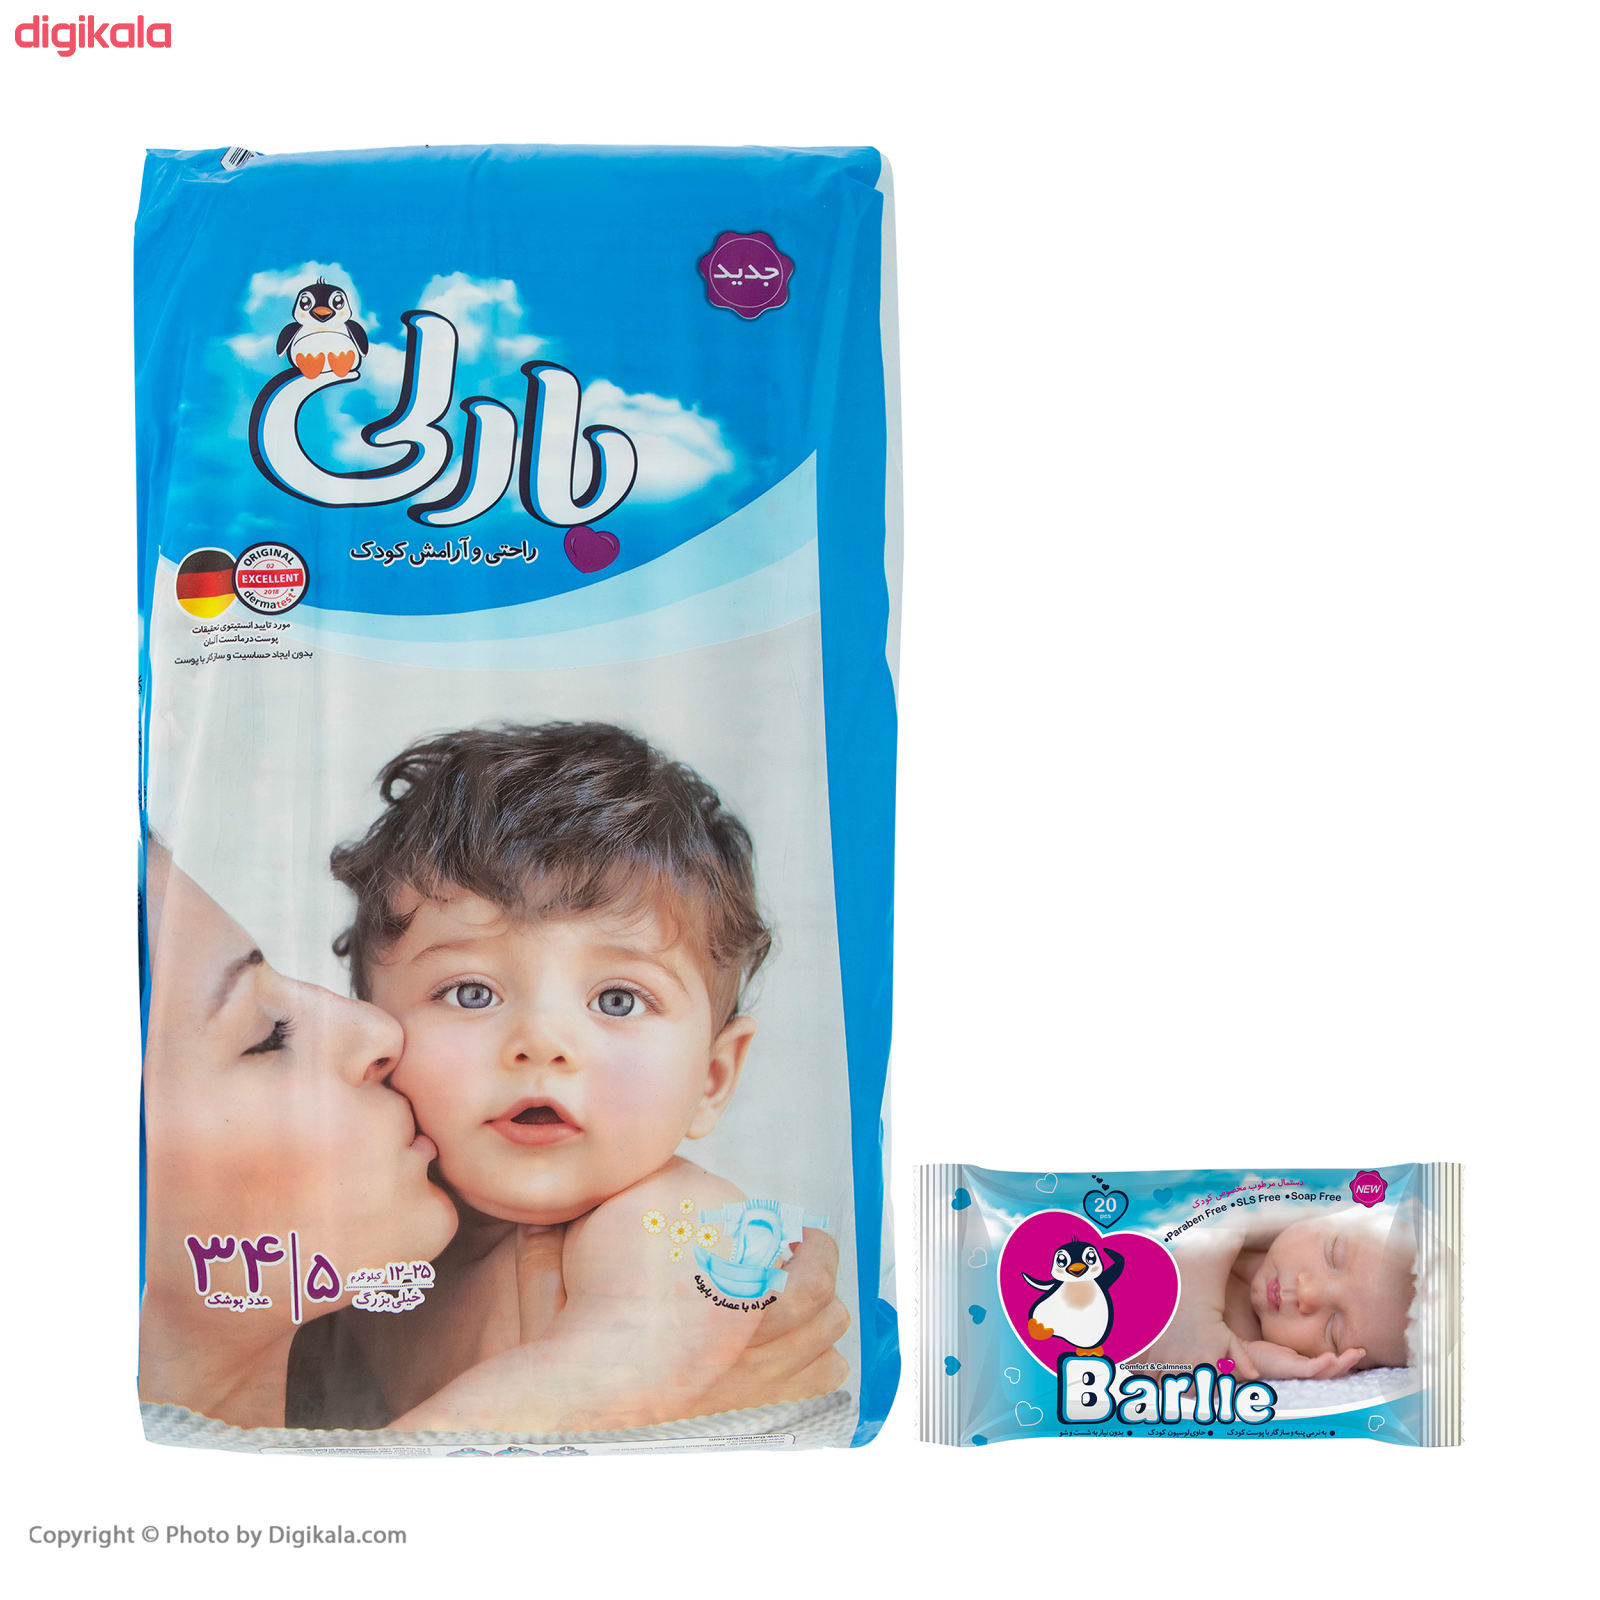 digikala
جدید
بارلی
راحتی و آرامش کودک
ORIGINAL
02
EXCELLENT
2018
dermatest
مورد تایید انستیتوی تحقیقات
پوست درماتست آلمان
بدون ایجاد حساسیت و سازگار با پوست
۳۴
عدد پوشک
۵
۱۲-۲۵ کیلوگرم
خیلی بزرگ
همراه با عصاره بابونه
20
pcs
دستمال مرطوب مخصوص کودک
•Paraben Free •SLS Free •Soap Free
NEW
Comfort & Calmness
Barlie
• به نرمی پنبه و سازگار با پوست کودک • حاوی لوسیون کودک • بدون نیاز به شست و شو
Copyright © Photo by Digikala.com